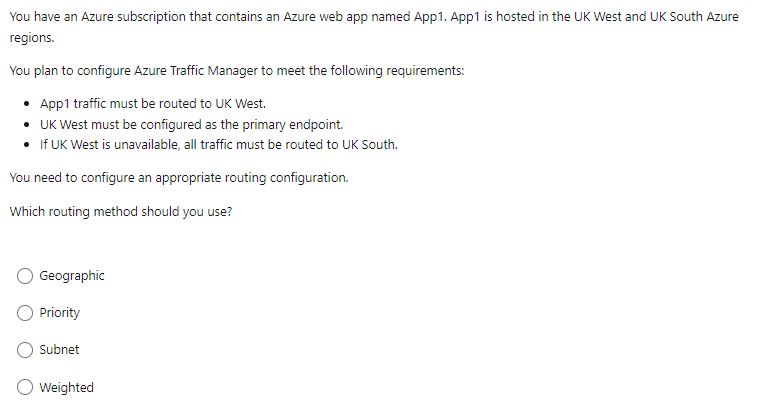 You have an Azure subscription that contains an Azure web app named App1. App1 is hosted in the UK West and UK South Azure
regions.
You plan to configure Azure Traffic Manager to meet the following requirements:
• App1 traffic must be routed to UK West.
• UK West must be configured as the primary endpoint.
• If UK West is unavailable, all traffic must be routed to UK South.
You need to configure an appropriate routing configuration.
Which routing method should you use?
Geographic
Priority
Subnet
Weighted